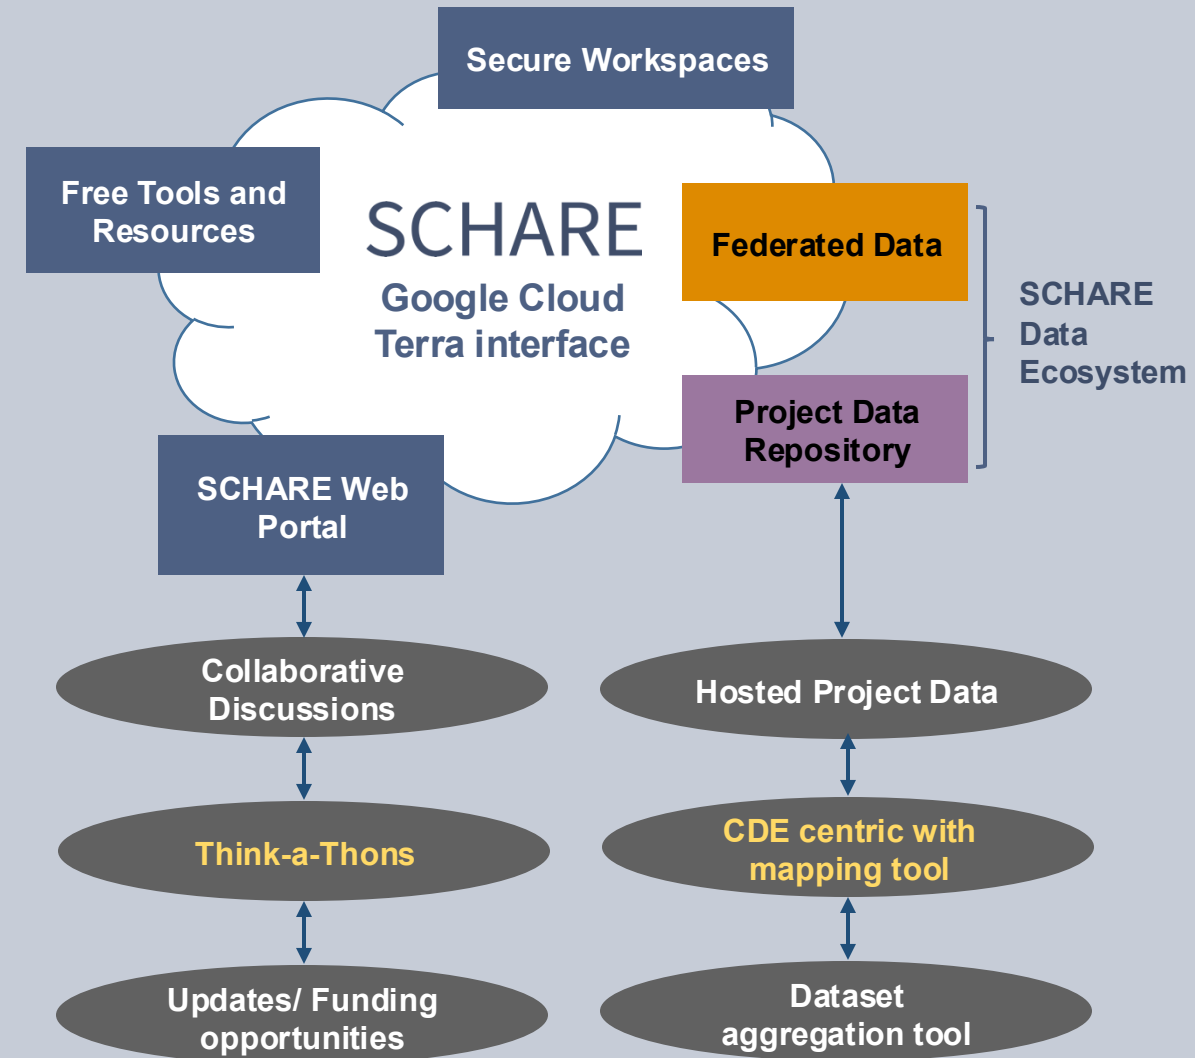 Secure Workspaces
Free Tools and
Resources
SCHARE
Google Cloud
Terra interface
Federated Data
SCHARE
Data
Ecosystem
Project Data
Repository
SCHARE Web
Portal
Collaborative
Discussions
Hosted Project Data
Think-a-Thons
CDE centric with
mapping tool
Updates/ Funding
opportunities
Dataset
aggregation tool